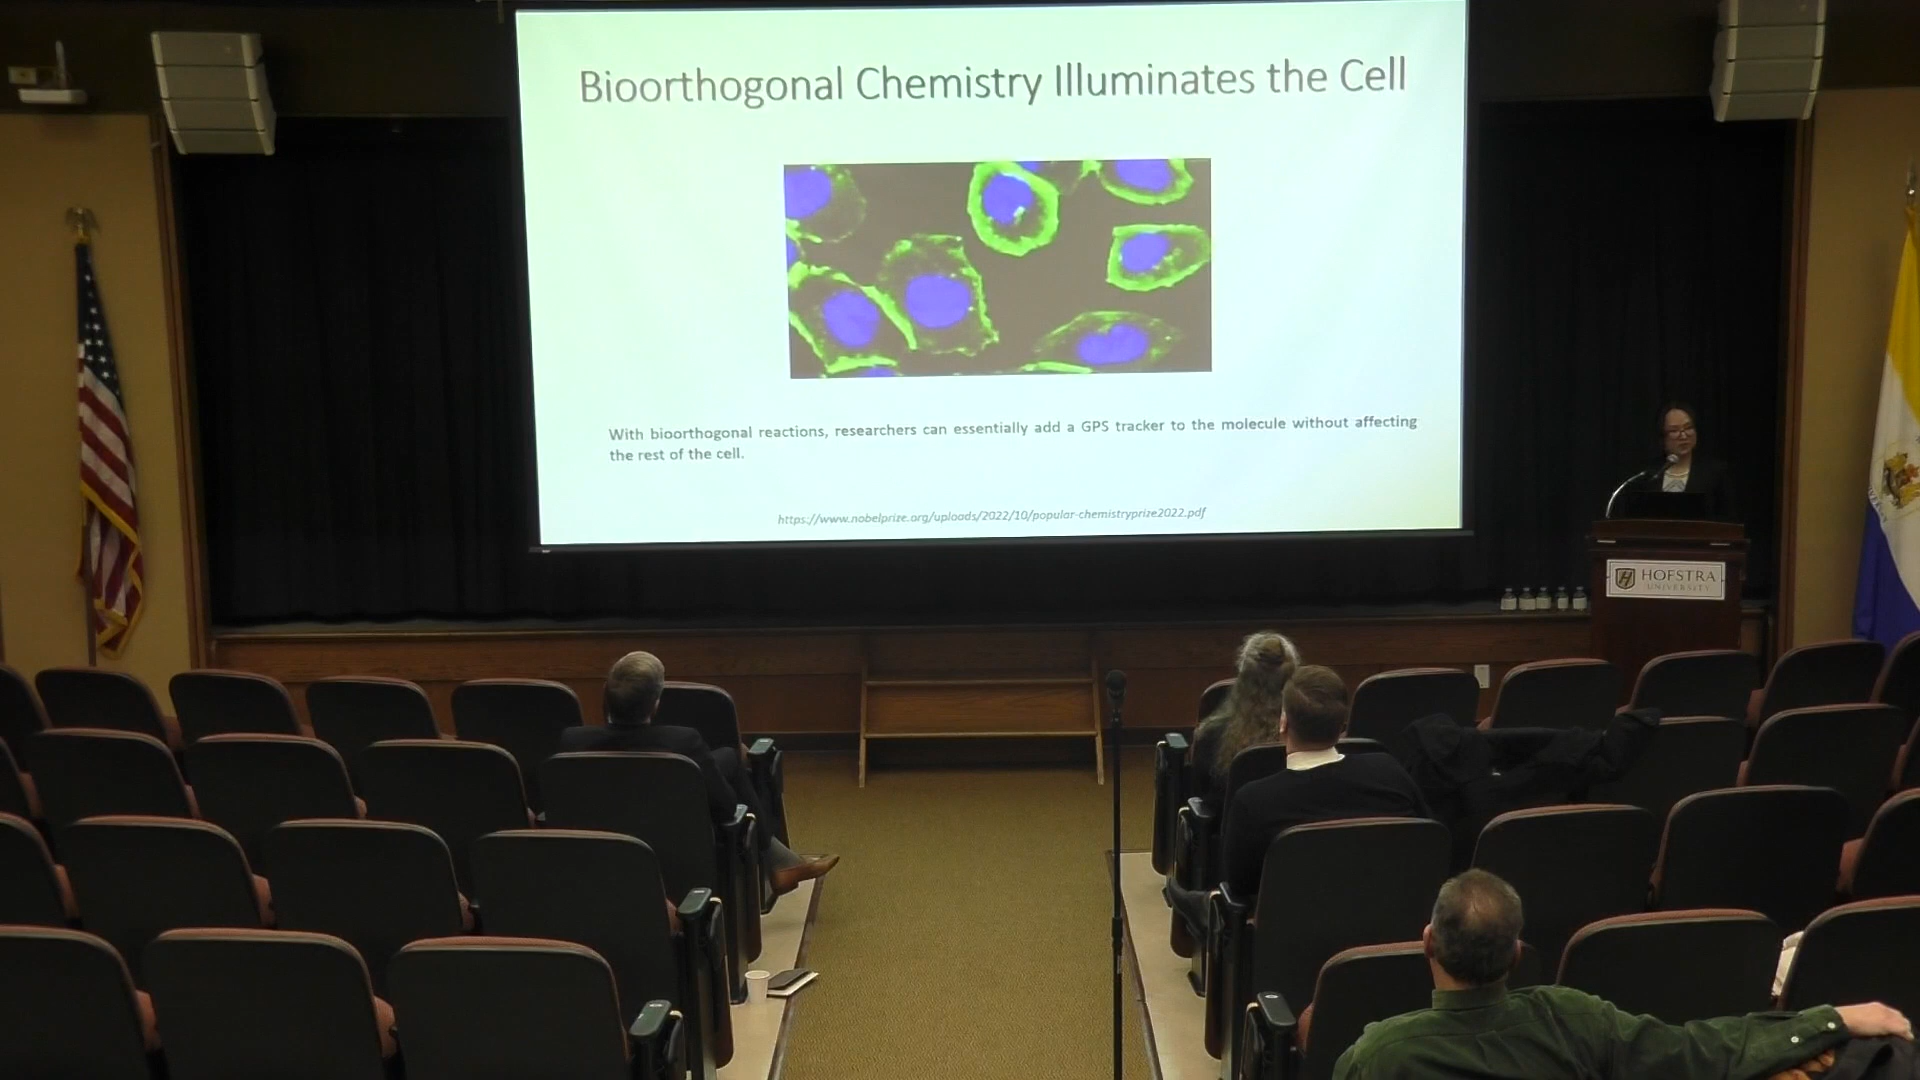 Bioorthogonal Chemistry Illuminates the Cell
With bioorthogonal reactions, researchers can essentially add a GPS tracker to the molecule without affecting
the rest of the cell.
https://www.nobelprize.org/uploads/2022/10/popular-chemistryprize2022.pdf
HOFSTRA
UNIVERSITY